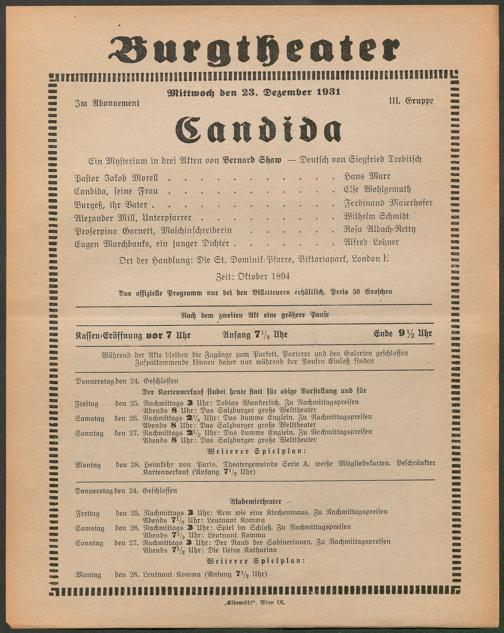 Burgtheater
Mittwoch den 23. Dezember 1931
Im Abonnement III. Gruppe
Candida
Ein Mysterium in drei Akten von Bernard Shaw — Deutsch von Siegfried Trebitsch
Pastor Jakob Morell . . . . . . . . . . . Hans Marr
Candida, seine Frau . . . . . . . . . . . Else Wohlgemuth
Burgeß, ihr Vater . . . . . . . . . . . Ferdinand Maierhofer
Alexander Mill, Unterpfarrer . . . . . . . . . Wilhelm Schmidt
Proserpina Garnett, Maschinschreiberin . . . . . . . Rosa Albach-Retty
Eugen Marchbanks, ein junger Dichter . . . . . . . Alfred Lohner
Ort der Handlung: Die St. Dominik-Pfarre, Viktoriapark, London E
Zeit: Oktober 1894
Das offizielle Programm nur bei den Billetteuren erhältlich. Preis 50 Groschen
Nach dem zweiten Akt eine größere Pause
Kassen-Eröffnung vor 7 Uhr Anfang 7½ Uhr Ende 9½ Uhr
Während der Akte bleiben die Zugänge zum Parkett, Parterre und den Galerien geschlossen
Zuspätkommende können daher nur während der Pausen Einlaß finden
Donnerstag den 24. Geschlossen
Der Kartenverkauf findet heute statt für obige Vorstellung und für
Freitag den 25. Nachmittags 3 Uhr: Tobias Wunderlich. Zu Nachmittagspreisen
Abends 8 Uhr: Das Salzburger große Welttheater
Samstag den 26. Nachmittags 2½ Uhr: Das dumme Englein. Zu Nachmittagspreisen
Abends 8 Uhr: Das Salzburger große Welttheater
Sonntag den 27. Nachmittags 2½ Uhr: Das dumme Englein. Zu Nachmittagspreisen
Abends 8 Uhr: Das Salzburger große Welttheater
Weiterer Spielplan:
Montag den 28. Heimkehr von Paris. Theatergemeinde Serie A, weiße Mitgliedskarten. Beschränkter
Kartenverkauf (Anfang 7½ Uhr)
Donnerstag den 24. Geschlossen
Akademietheater
Freitag den 25. Nachmittags 3 Uhr: Arm wie eine Kirchenmaus. Zu Nachmittagspreisen
Abends 7½ Uhr: Leutnant Komma
Samstag den 26. Nachmittags 3 Uhr: Spiel im Schloß. Zu Nachmittagspreisen
Abends 7½ Uhr: Leutnant Komma
Sonntag den 27. Nachmittags 3 Uhr: Der Raub der Sabinerinnen. Zu Nachmittagspreisen
Abends 7½ Uhr: Die kleine Katharina
Weiterer Spielplan:
Montag den 28. Leutnant Komma (Anfang 7½ Uhr)
„Elbemühl“, Wien IX.